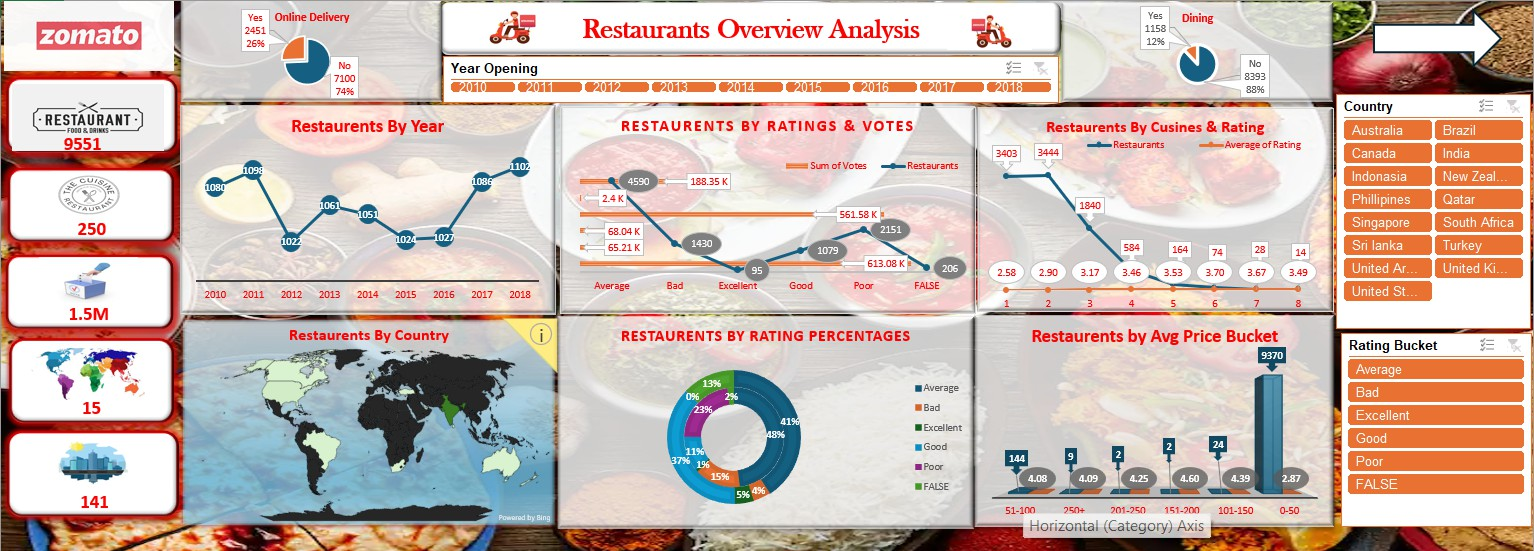 zomato
RESTAURANT
FOOD & DRINKS
9551
THE CUISINE
RESTAURANT
250
1.5M
15
141
Online Delivery
Yes
2451
26%
No
7100
74%
Restaurants Overview Analysis
Year Opening
2010 2011 2012 2013 2014 2015 2016 2017 2018
Dining
Yes
1158
12%
No
8393
88%
Restaurents By Year
1080 1098 1022 1061 1051 1024 1027 1086 1102
2010 2011 2012 2013 2014 2015 2016 2017 2018
RESTAURENTS BY RATINGS & VOTES
Sum of Votes Restaurents
4590 188.35 K
2.4 K
561.58 K
68.04 K 2151
65.21 K 1430 1079
613.08 K
95 206
Average Bad Excellent Good Poor FALSE
Restaurents By Cusines & Rating
Restaurents Average of Rating
3403 3444 1840 584 164 74 28 14
2.58 2.90 3.17 3.46 3.53 3.70 3.67 3.49
1 2 3 4 5 6 7 8
Country
Australia Brazil
Canada India
Indonasia New Zeal...
Phillipines Qatar
Singapore South Africa
Sri lanka Turkey
United Ar... United Ki...
United St...
Restaurents By Country
i
Powered by Bing
RESTAURENTS BY RATING PERCENTAGES
13% 2%
0% 23%
41%
48%
37% 11%
1%
15%
5% 4%
Average
Bad
Excellent
Good
Poor
FALSE
Restaurents by Avg Price Bucket
9370
144 9 2 2 24
4.08 4.09 4.25 4.60 4.39 2.87
51-100 250+ 201-250 151-200 101-150 0-50
Horizontal (Category) Axis
Rating Bucket
Average
Bad
Excellent
Good
Poor
FALSE